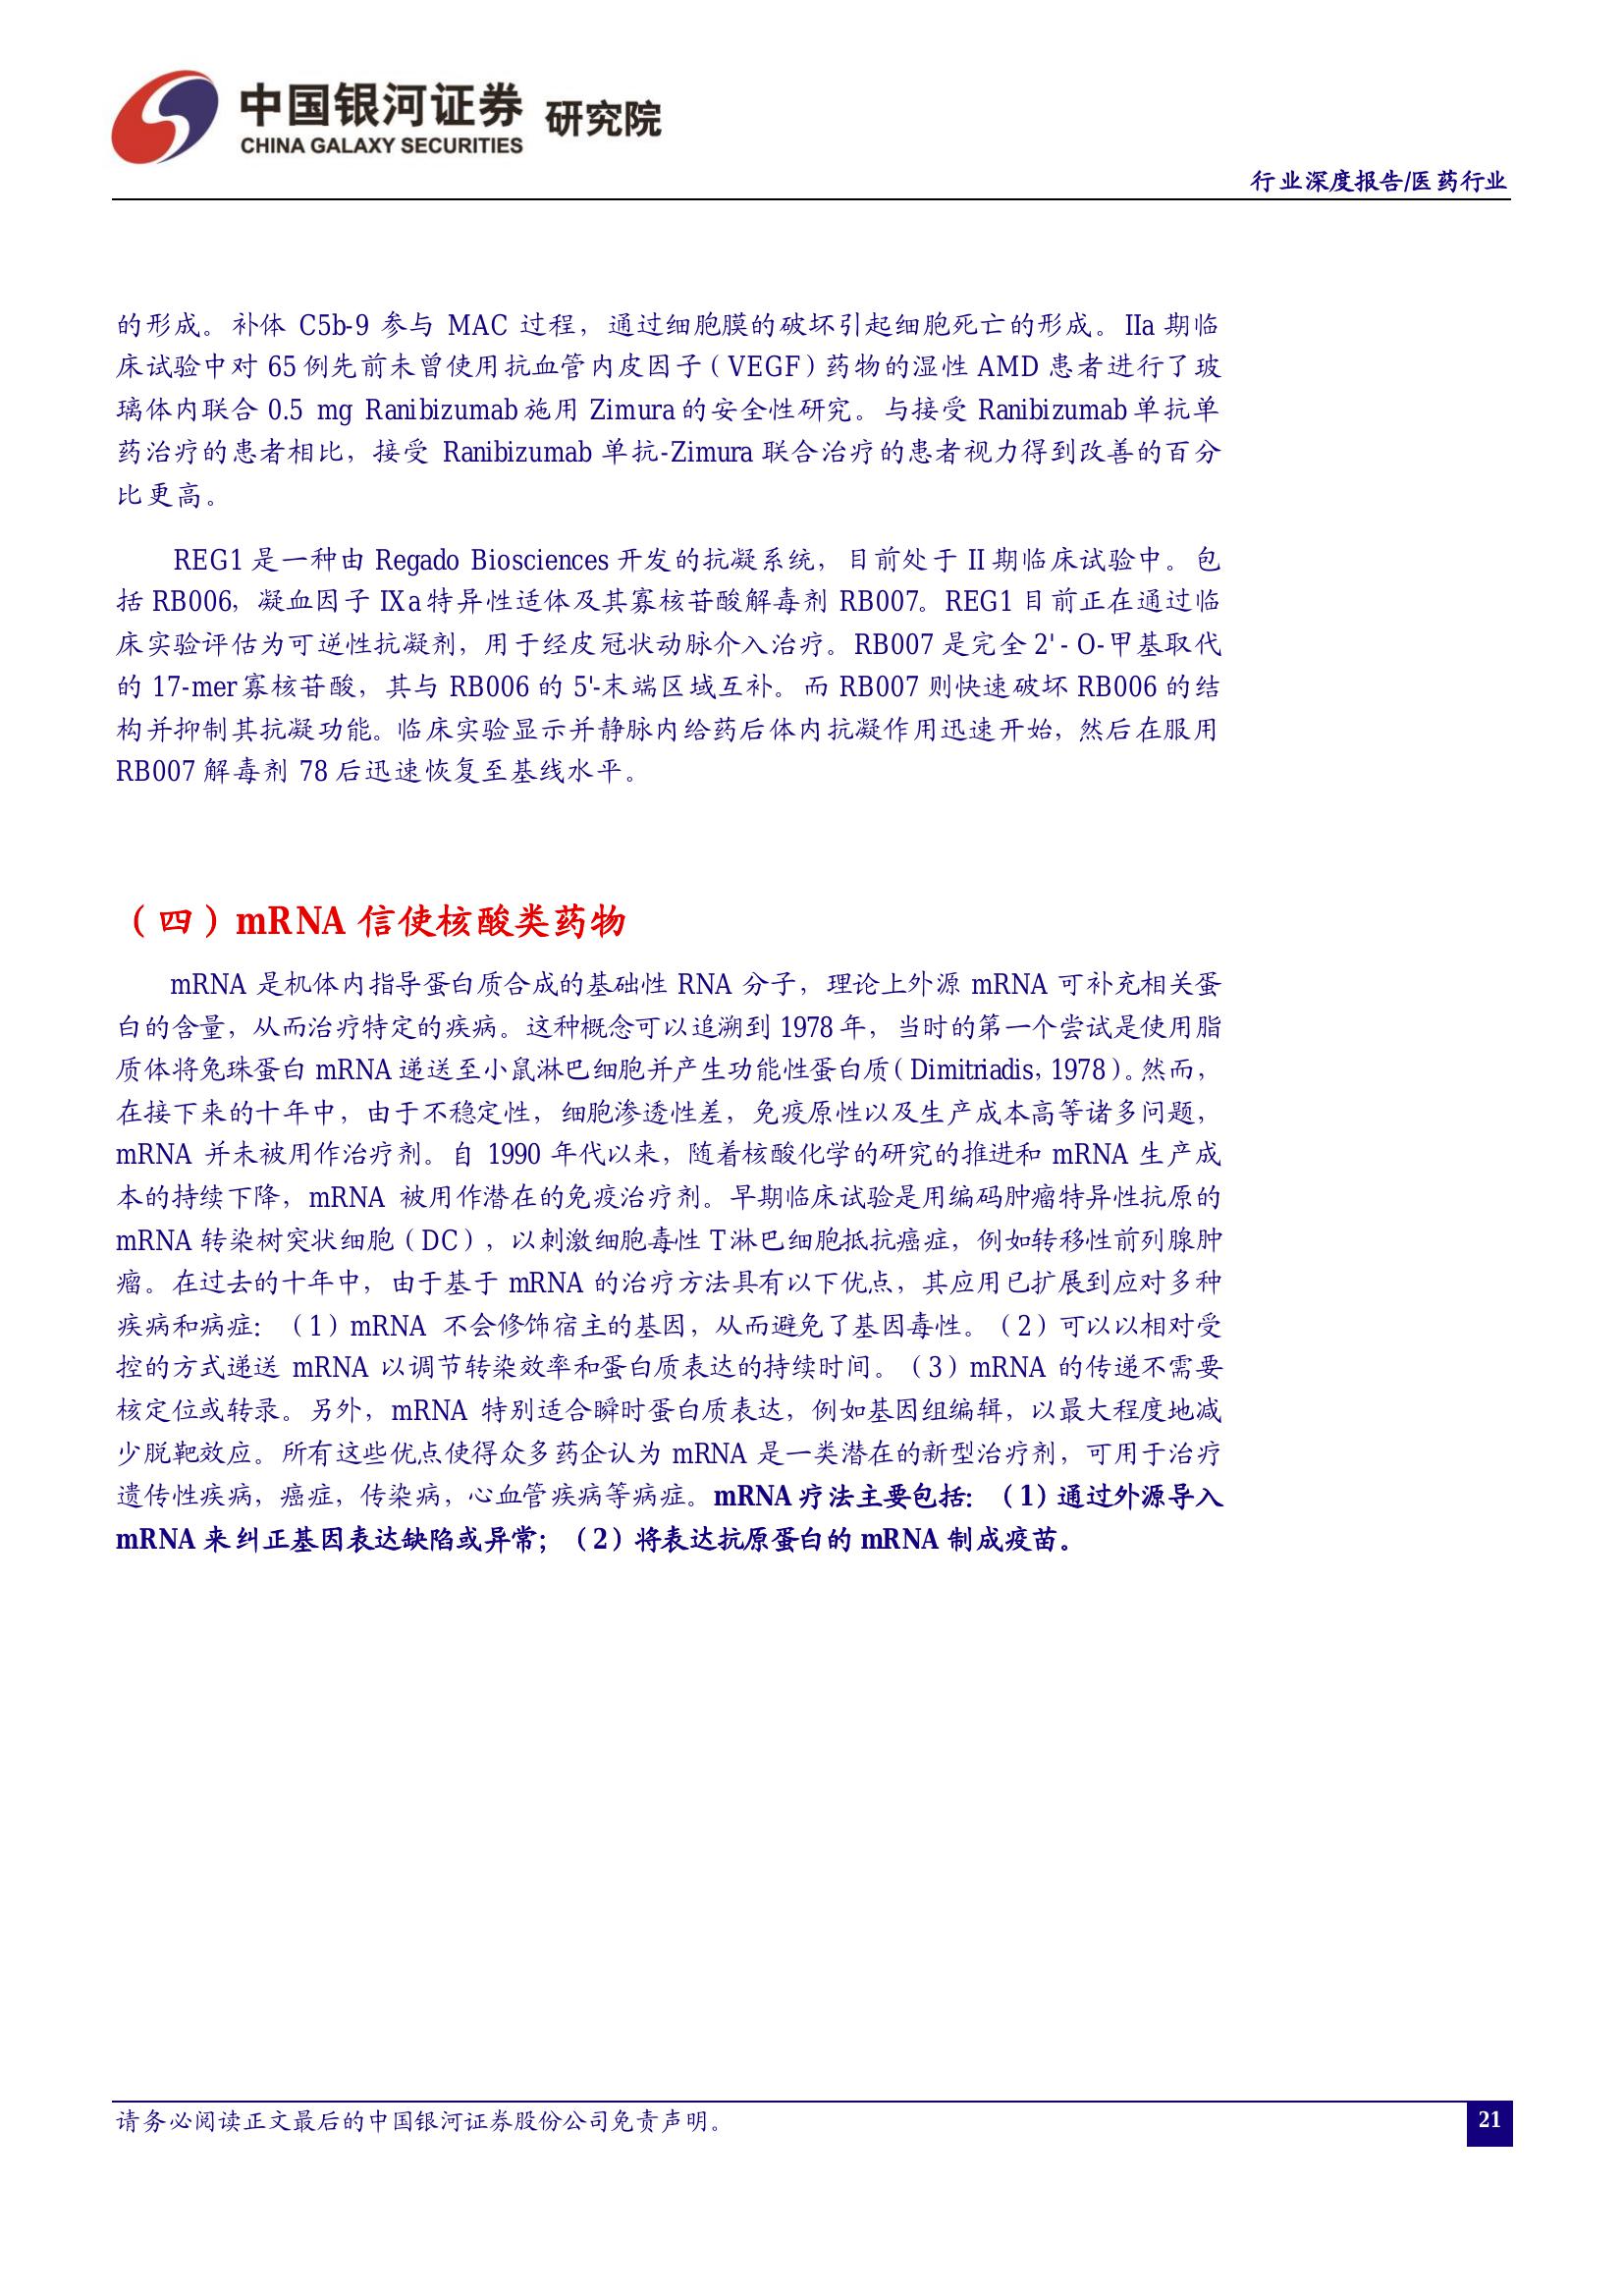 中国银河证券 研究院
CHINA GALAXY SECURITIES
行业深度报告/医药行业
的形成。补体 C5b-9 参与 MAC 过程，通过细胞膜的破坏引起细胞死亡的形成。IIa 期临
床试验中对 65 例先前未曾使用抗血管内皮因子（VEGF）药物的湿性 AMD 患者进行了玻
璃体内联合 0.5 mg Ranibizumab 施用 Zimura 的安全性研究。与接受 Ranibizumab 单抗单
药治疗的患者相比，接受 Ranibizumab 单抗-Zimura 联合治疗的患者视力得到改善的百分
比更高。
REG1 是一种由 Regado Biosciences 开发的抗凝系统，目前处于 II 期临床试验中。包
括 RB006，凝血因子 IXa 特异性适体及其寡核苷酸解毒剂 RB007。REG1 目前正在通过临
床实验评估为可逆性抗凝剂，用于经皮冠状动脉介入治疗。RB007 是完全 2' - O-甲基取代
的 17-mer 寡核苷酸，其与 RB006 的 5'-末端区域互补。而 RB007 则快速破坏 RB006 的结
构并抑制其抗凝功能。临床实验显示并静脉内给药后体内抗凝作用迅速开始，然后在服用
RB007 解毒剂 78 后迅速恢复至基线水平。
（四）mRNA 信使核酸类药物
mRNA 是机体内指导蛋白质合成的基础性 RNA 分子，理论上外源 mRNA 可补充相关蛋
白的含量，从而治疗特定的疾病。这种概念可以追溯到 1978 年，当时的第一个尝试是使用脂
质体将兔珠蛋白 mRNA 递送至小鼠淋巴细胞并产生功能性蛋白质（Dimitriadis，1978）。然而，
在接下来的十年中，由于不稳定性，细胞渗透性差，免疫原性以及生产成本高等诸多问题，
mRNA 并未被用作治疗剂。自 1990 年代以来，随着核酸化学的研究的推进和 mRNA 生产成
本的持续下降，mRNA 被用作潜在的免疫治疗剂。早期临床试验是用编码肿瘤特异性抗原的
mRNA 转染树突状细胞（DC），以刺激细胞毒性 T 淋巴细胞抵抗癌症，例如转移性前列腺肿
瘤。在过去的十年中，由于基于 mRNA 的治疗方法具有以下优点，其应用已扩展到应对多种
疾病和病症：（1）mRNA 不会修饰宿主的基因，从而避免了基因毒性。（2）可以以相对受
控的方式递送 mRNA 以调节转染效率和蛋白质表达的持续时间。（3）mRNA 的传递不需要
核定位或转录。另外，mRNA 特别适合瞬时蛋白质表达，例如基因组编辑，以最大程度地减
少脱靶效应。所有这些优点使得众多药企认为 mRNA 是一类潜在的新型治疗剂，可用于治疗
遗传性疾病，癌症，传染病，心血管疾病等病症。mRNA 疗法主要包括：（1）通过外源导入
mRNA 来纠正基因表达缺陷或异常；（2）将表达抗原蛋白的 mRNA 制成疫苗。
请务必阅读正文最后的中国银河证券股份公司免责声明。
21